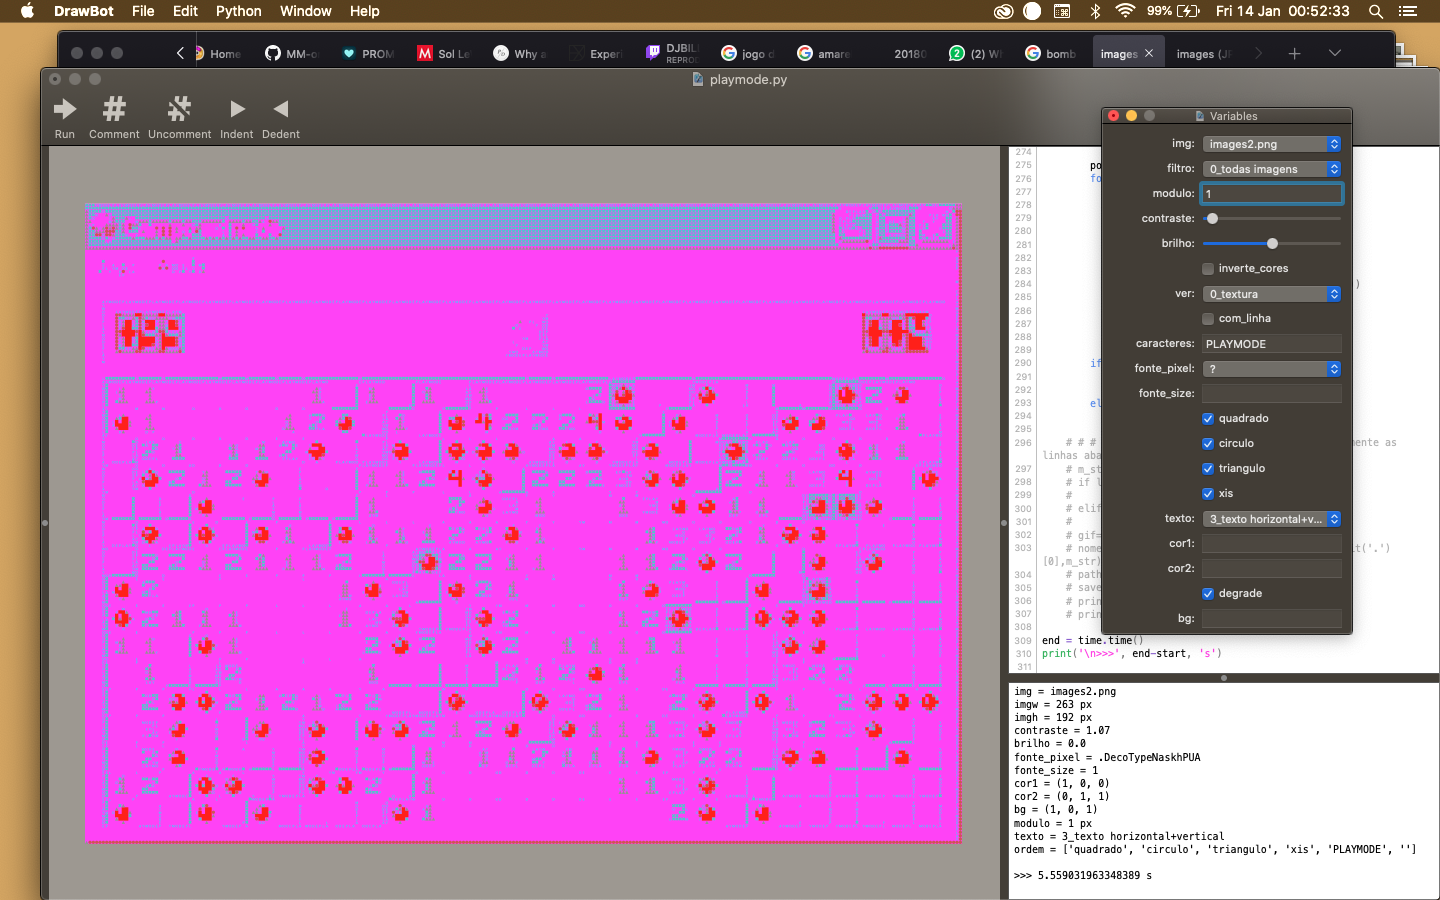 DrawBot File Edit Python Window Help 99% Fri 14 Jan 00:52:33
Home MM-o PROM Sol Le Why a Experi DJBILL REPROD jogo d amare 20180 (2) W bomb images images (JF
playmode.py
Run Comment Uncomment Indent Dedent
Variables
img: images2.png
filtro: 0_todas imagens
modulo: 1
contraste:
brilho:
inverte_cores
ver: 0_textura
com_linha
caracteres: PLAYMODE
fonte_pixel: ?
fonte_size:
quadrado
circulo
triangulo
xis
texto: 3_texto horizontal+v...
cor1:
cor2:
degrade
bg:
274
275 po
276 fo
277
278
279
280
281
282
283
284 )
285
286
287
288
289
290 if
291
292
293 el
294
295
296 # # # mente as
linhas aba
297 # m_st
298 # if l
299 #
300 # elif
301 #
302 # gif=
303 # nome t('.')
[0],m_str)
304 # path
305 # save
306 # prin
307 # prin
308
309 end = time.time()
310 print('\n>>>', end-start, 's')
311
img = images2.png
imgw = 263 px
imgh = 192 px
contraste = 1.07
brilho = 0.0
fonte_pixel = .DecoTypeNaskhPUA
fonte_size = 1
cor1 = (1, 0, 0)
cor2 = (0, 1, 1)
bg = (1, 0, 1)
modulo = 1 px
texto = 3_texto horizontal+vertical
ordem = ['quadrado', 'circulo', 'triangulo', 'xis', 'PLAYMODE', '']
>>> 5.559031963348389 s